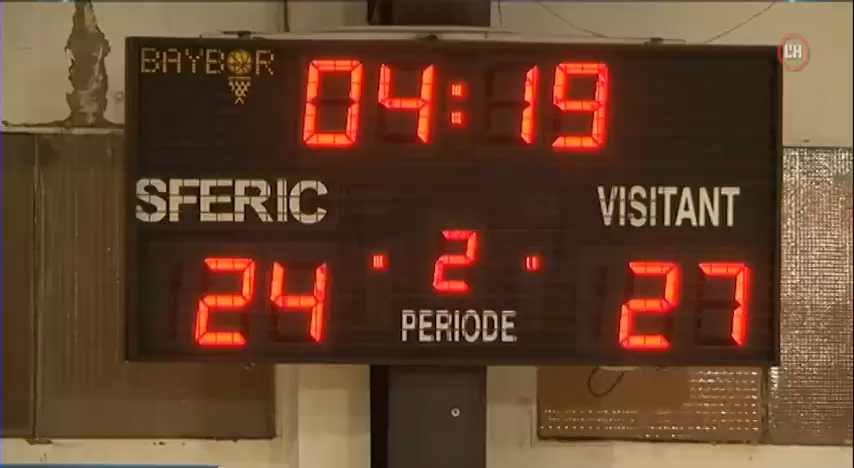 BAYBOR
L'H
04:19
SFERIC
VISITANT
24
2
27
PERIODE